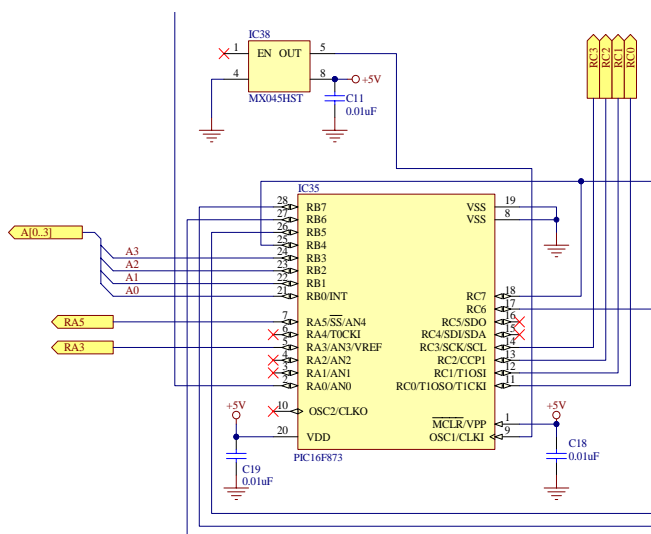 IC38
1 EN OUT 5
4 8
+5V
MX045HST
C11
0.01uF
RC3
RC2
RC1
RC0
IC35
28 RB7 VSS 19
27 RB6 VSS 8
26 RB5
25 RB4
A[0..3]
A3 24 RB3
A2 23 RB2
A1 22 RB1
A0 21 RB0/INT RC7 18
RC6 17
RA5 7 RA5/SS/AN4 RC5/SDO 16
6 RA4/T0CKI RC4/SDI/SDA 15
RA3 5 RA3/AN3/VREF RC3/SCK/SCL 14
4 RA2/AN2 RC2/CCP1 13
3 RA1/AN1 RC1/T1OSI 12
2 RA0/AN0 RC0/T1OSO/T1CKI 11
10 OSC2/CLKO
+5V +5V
MCLR/VPP 1
20 VDD OSC1/CLKI 9
PIC16F873
C19
0.01uF
C18
0.01uF